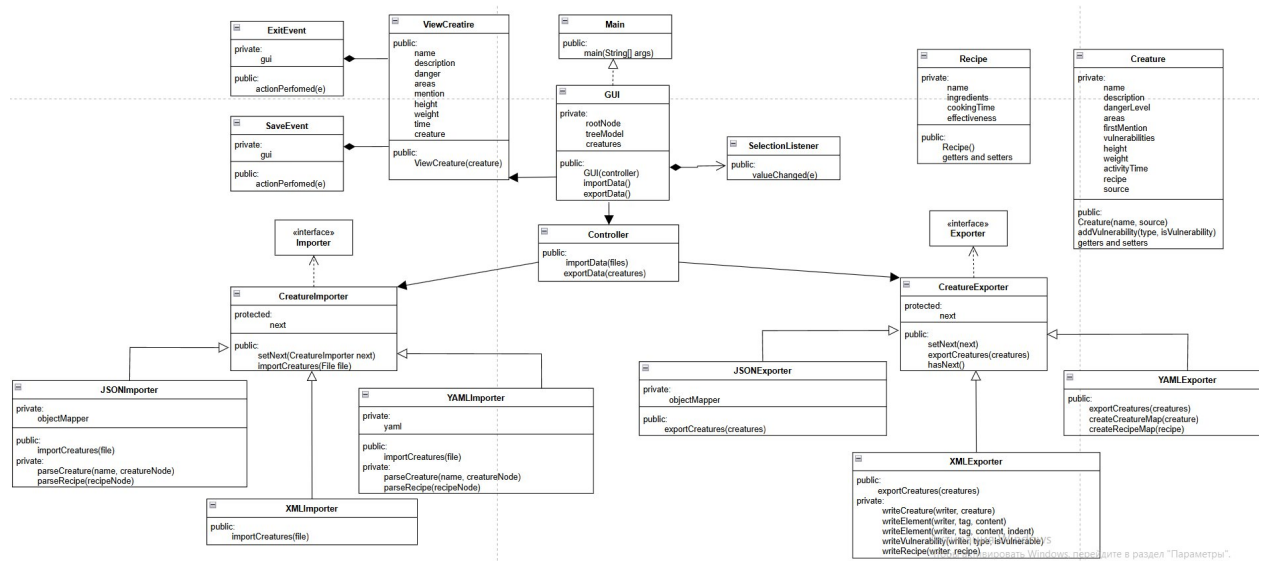 ExitEvent
private:
gui
public:
actionPerfomed(e)
SaveEvent
private:
gui
public:
actionPerfomed(e)
ViewCreatire
public:
name
description
danger
areas
mention
height
weight
time
creature
public:
ViewCreature(creature)
Main
public:
main(String[] args)
GUI
private:
rootNode
treeModel
creatures
public:
GUI(controller)
importData()
exportData()
SelectionListener
public:
valueChanged(e)
Recipe
private:
name
ingredients
cookingTime
effectiveness
public:
Recipe()
getters and setters
Creature
private:
name
description
dangerLevel
areas
firstMention
vulnerabilities
height
weight
activityTime
recipe
source
public:
Creature(name, source)
addVulnerability(type, isVulnerability)
getters and setters
Controller
public:
importData(files)
exportData(creatures)
«interface»
Importer
CreatureImporter
protected:
next
public:
setNext(CreatureImporter next)
importCreatures(File file)
JSONImporter
private:
objectMapper
public:
importCreatures(file)
private:
parseCreature(name, creatureNode)
parseRecipe(recipeNode)
XMLImporter
public:
importCreatures(file)
YAMLImporter
private:
yaml
public:
importCreatures(file)
private:
parseCreature(name, creatureNode)
parseRecipe(recipeNode)
«interface»
Exporter
CreatureExporter
protected:
next
public:
setNext(next)
exportCreatures(creatures)
hasNext()
JSONExporter
private:
objectMapper
public:
exportCreatures(creatures)
YAMLExporter
public:
exportCreatures(creatures)
createCreatureMap(creature)
createRecipeMap(recipe)
XMLExporter
public:
exportCreatures(creatures)
private:
writeCreature(writer, creature)
writeElement(writer, tag, content)
writeElement(writer, tag, content, indent)
writeVulnerability(writer, type, isVulnerable)
writeRecipe(writer, recipe)
Windows, перейдите в раздел "Параметры".